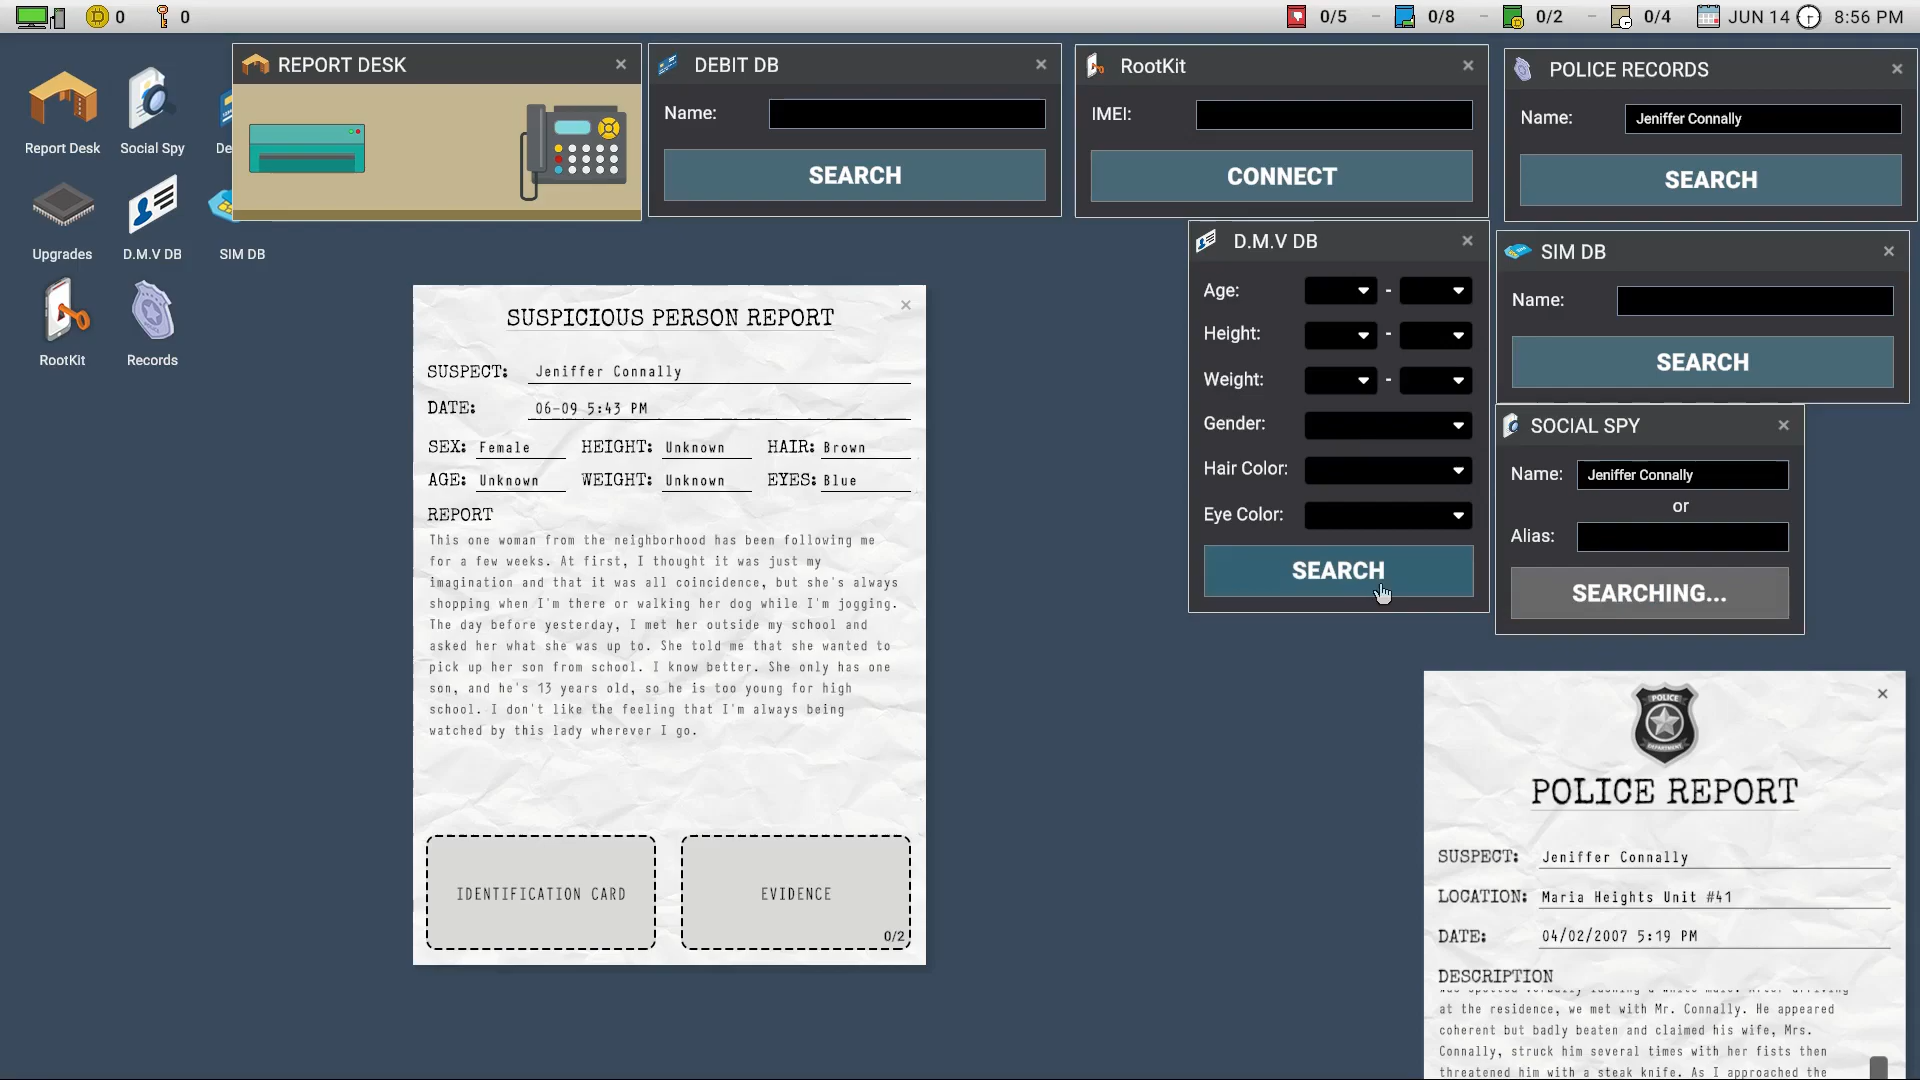 0
0
0/5
-
0/8
-
0/2
-
0/4
JUN 14
8:56 PM
Report Desk
Social Spy
De
Upgrades
D.M.V DB
SIM DB
RootKit
Records
REPORT DESK
×
DEBIT DB
×
Name:
SEARCH
RootKit
×
IMEI:
CONNECT
POLICE RECORDS
×
Name: Jeniffer Connally
SEARCH
D.M.V DB
×
Age: -
Height: -
Weight: -
Gender:
Hair Color:
Eye Color:
SEARCH
SIM DB
×
Name:
SEARCH
SOCIAL SPY
×
Name: Jeniffer Connally
or
Alias:
SEARCHING...
×
SUSPICIOUS PERSON REPORT
SUSPECT: Jeniffer Connally
DATE: 06-09 5:43 PM
SEX: Female HEIGHT: Unknown HAIR: Brown
AGE: Unknown WEIGHT: Unknown EYES: Blue
REPORT
This one woman from the neighborhood has been following me
for a few weeks. At first, I thought it was just my
imagination and that it was all coincidence, but she's always
shopping when I'm there or walking her dog while I'm jogging.
The day before yesterday, I met her outside my school and
asked her what she was up to. She told me that she wanted to
pick up her son from school. I know better. She only has one
son, and he's 13 years old, so he is too young for high
school. I don't like the feeling that I'm always being
watched by this lady wherever I go.
IDENTIFICATION CARD
EVIDENCE
0/2
×
POLICE
DEPARTMENT
POLICE REPORT
SUSPECT: Jeniffer Connally
LOCATION: Maria Heights Unit #41
DATE: 04/02/2007 5:19 PM
DESCRIPTION
at the residence, we met with Mr. Connally. He appeared
coherent but badly beaten and claimed his wife, Mrs.
Connally, struck him several times with her fists then
threatened him with a steak knife. As I approached the